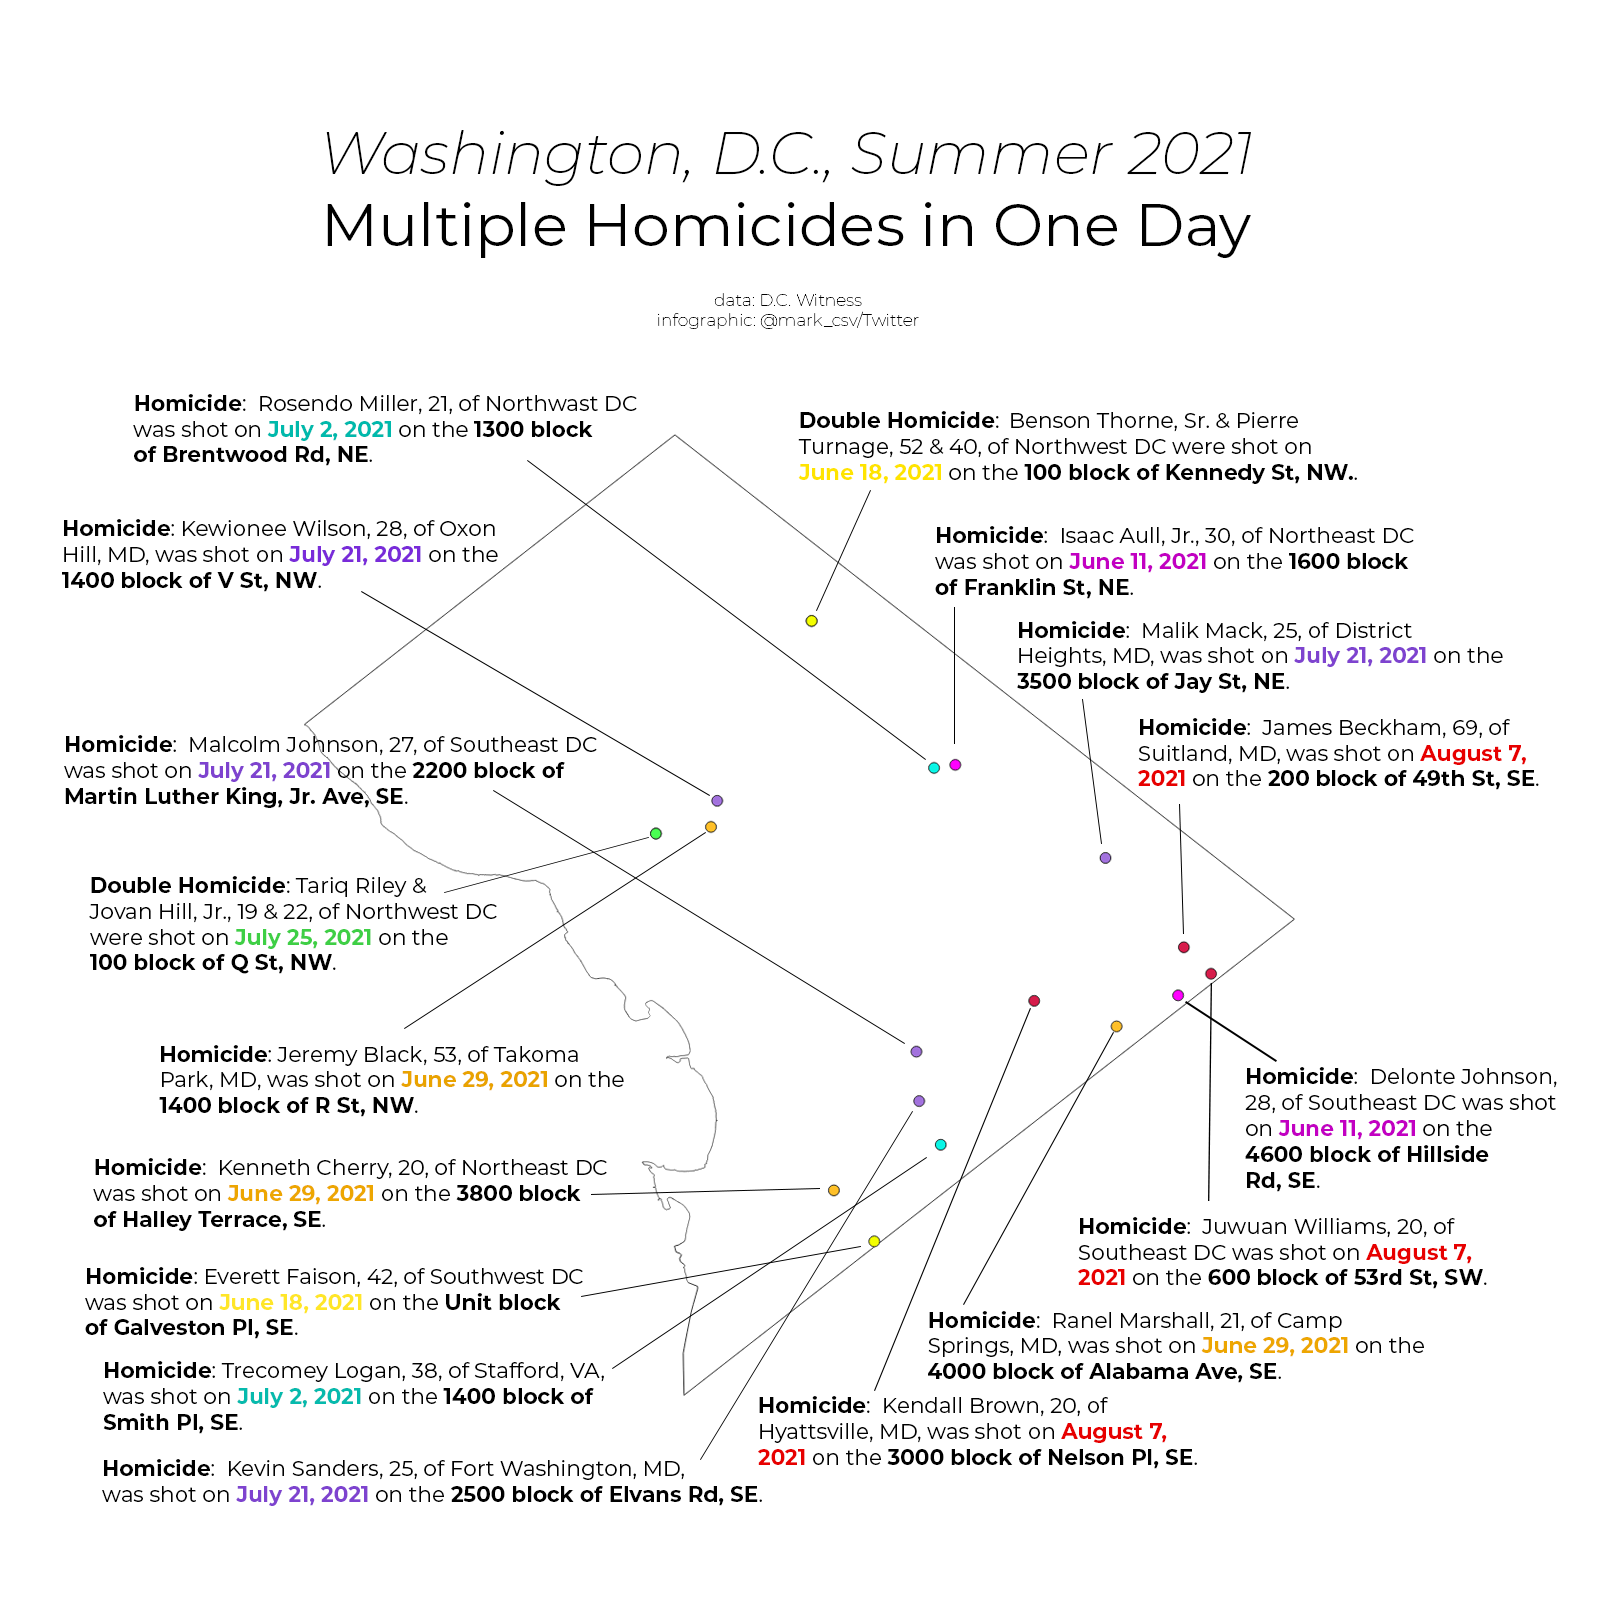 Washington, D.C., Summer 2021
Multiple Homicides in One Day
data: D.C. Witness
infographic: @mark_csv/Twitter
Homicide: Rosendo Miller, 21, of Northwast DC
was shot on July 2, 2021 on the 1300 block
of Brentwood Rd, NE.
Double Homicide: Benson Thorne, Sr. & Pierre
Turnage, 52 & 40, of Northwest DC were shot on
June 18, 2021 on the 100 block of Kennedy St, NW..
Homicide: Kewionee Wilson, 28, of Oxon
Hill, MD, was shot on July 21, 2021 on the
1400 block of V St, NW.
Homicide: Isaac Aull, Jr., 30, of Northeast DC
was shot on June 11, 2021 on the 1600 block
of Franklin St, NE.
Homicide: Malik Mack, 25, of District
Heights, MD, was shot on July 21, 2021 on the
3500 block of Jay St, NE.
Homicide: James Beckham, 69, of
Suitland, MD, was shot on August 7,
2021 on the 200 block of 49th St, SE.
Homicide: Malcolm Johnson, 27, of Southeast DC
was shot on July 21, 2021 on the 2200 block of
Martin Luther King, Jr. Ave, SE.
Double Homicide: Tariq Riley &
Jovan Hill, Jr., 19 & 22, of Northwest DC
were shot on July 25, 2021 on the
100 block of Q St, NW.
Homicide: Jeremy Black, 53, of Takoma
Park, MD, was shot on June 29, 2021 on the
1400 block of R St, NW.
Homicide: Delonte Johnson,
28, of Southeast DC was shot
on June 11, 2021 on the
4600 block of Hillside
Rd, SE.
Homicide: Kenneth Cherry, 20, of Northeast DC
was shot on June 29, 2021 on the 3800 block
of Halley Terrace, SE.
Homicide: Juwuan Williams, 20, of
Southeast DC was shot on August 7,
2021 on the 600 block of 53rd St, SW.
Homicide: Everett Faison, 42, of Southwest DC
was shot on June 18, 2021 on the Unit block
of Galveston Pl, SE.
Homicide: Ranel Marshall, 21, of Camp
Springs, MD, was shot on June 29, 2021 on the
4000 block of Alabama Ave, SE.
Homicide: Trecomey Logan, 38, of Stafford, VA,
was shot on July 2, 2021 on the 1400 block of
Smith Pl, SE.
Homicide: Kendall Brown, 20, of
Hyattsville, MD, was shot on August 7,
2021 on the 3000 block of Nelson Pl, SE.
Homicide: Kevin Sanders, 25, of Fort Washington, MD,
was shot on July 21, 2021 on the 2500 block of Elvans Rd, SE.